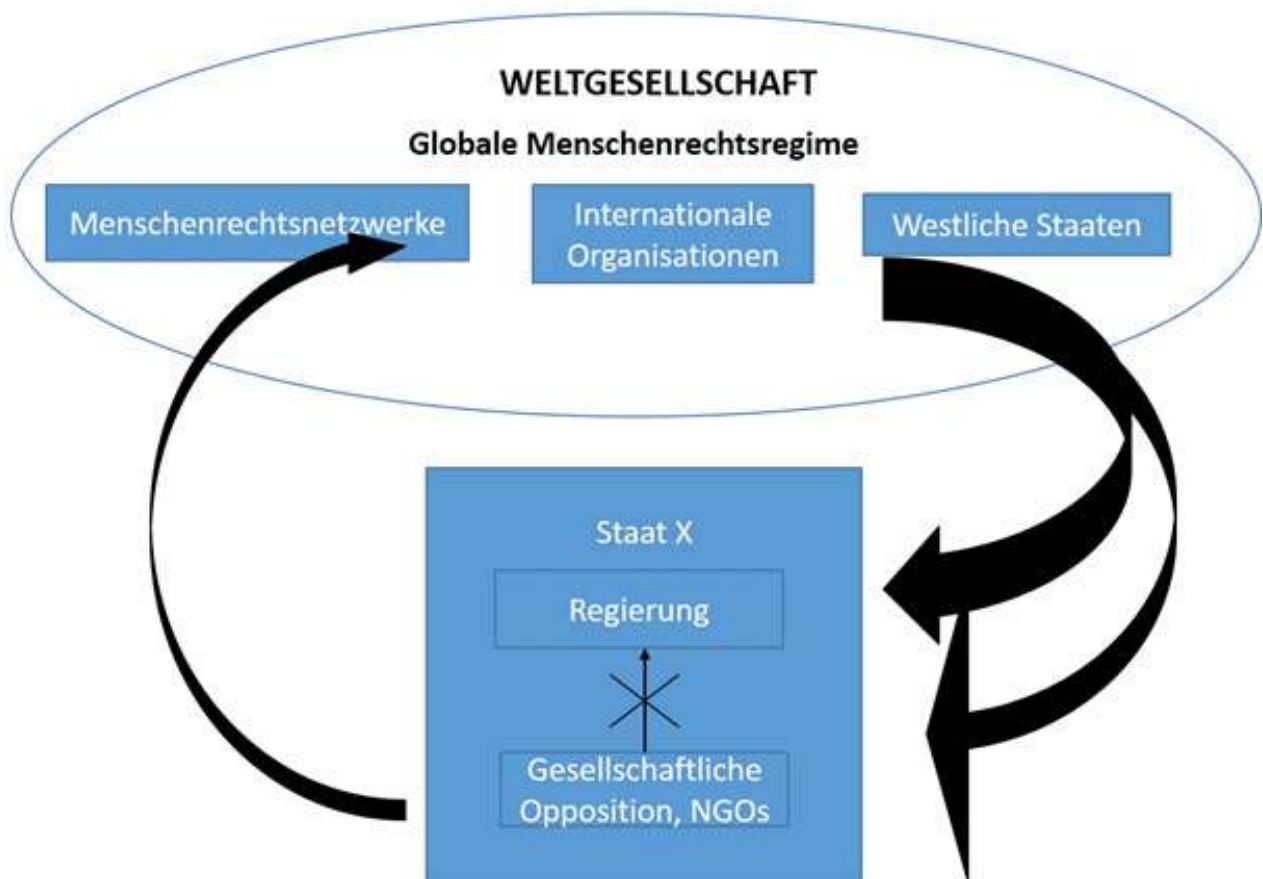 WELTGESELLSCHAFT
Globale Menschenrechtsregime
Menschenrechtsnetzwerke
Internationale
Organisationen
Westliche Staaten
Staat X
Regierung
Gesellschaftliche
Opposition, NGOs